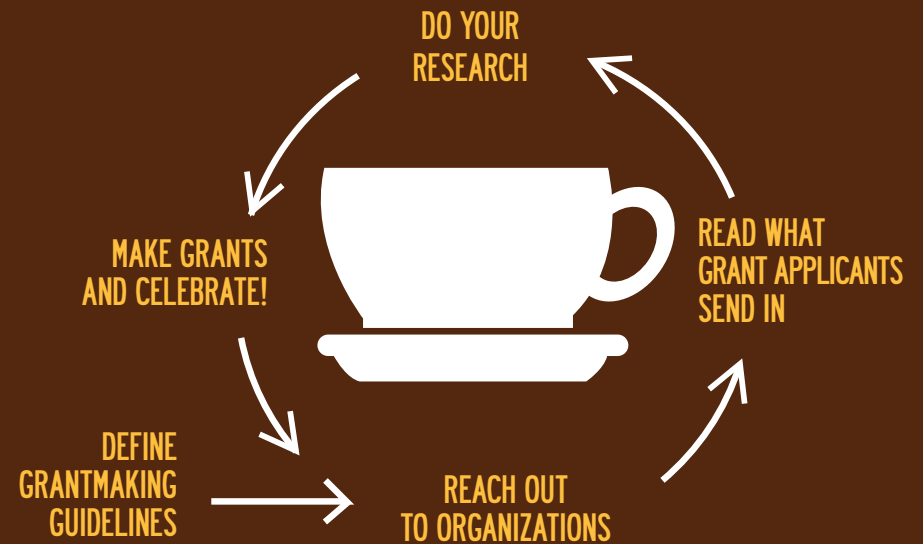 DO YOUR
RESEARCH
MAKE GRANTS
AND CELEBRATE!
READ WHAT
GRANT APPLICANTS
SEND IN
DEFINE
GRANTMAKING
GUIDELINES
REACH OUT
TO ORGANIZATIONS